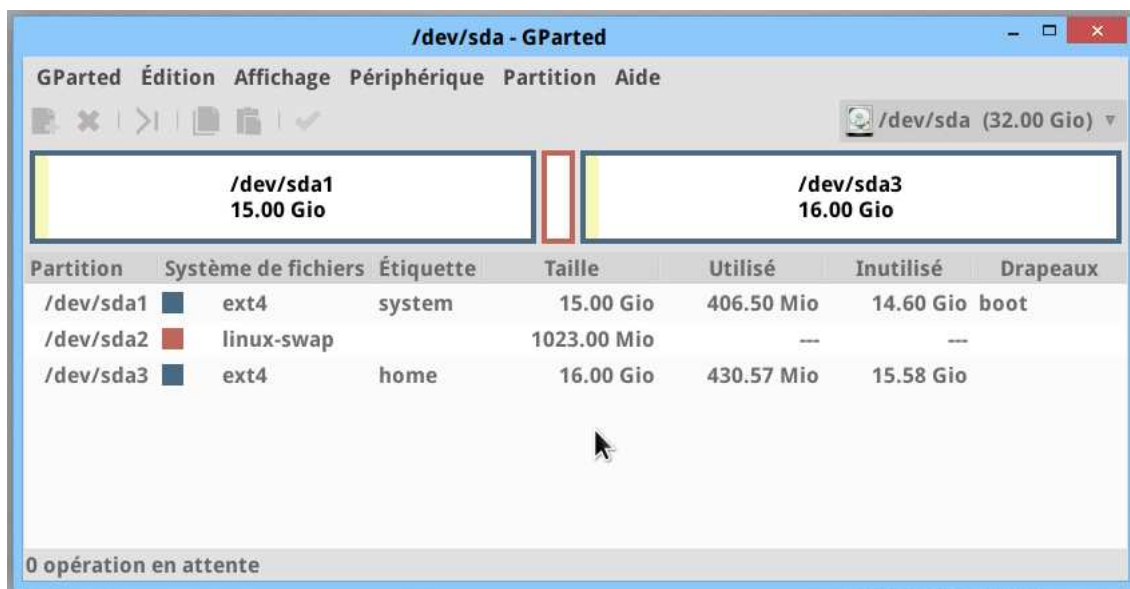 /dev/sda - GParted
GParted Édition Affichage Périphérique Partition Aide
/dev/sda (32.00 Gio)
/dev/sda1
15.00 Gio
/dev/sda3
16.00 Gio
Partition Système de fichiers Étiquette Taille Utilisé Inutilisé Drapeaux
/dev/sda1 ext4 system 15.00 Gio 406.50 Mio 14.60 Gio boot
/dev/sda2 linux-swap 1023.00 Mio --- ---
/dev/sda3 ext4 home 16.00 Gio 430.57 Mio 15.58 Gio
0 opération en attente